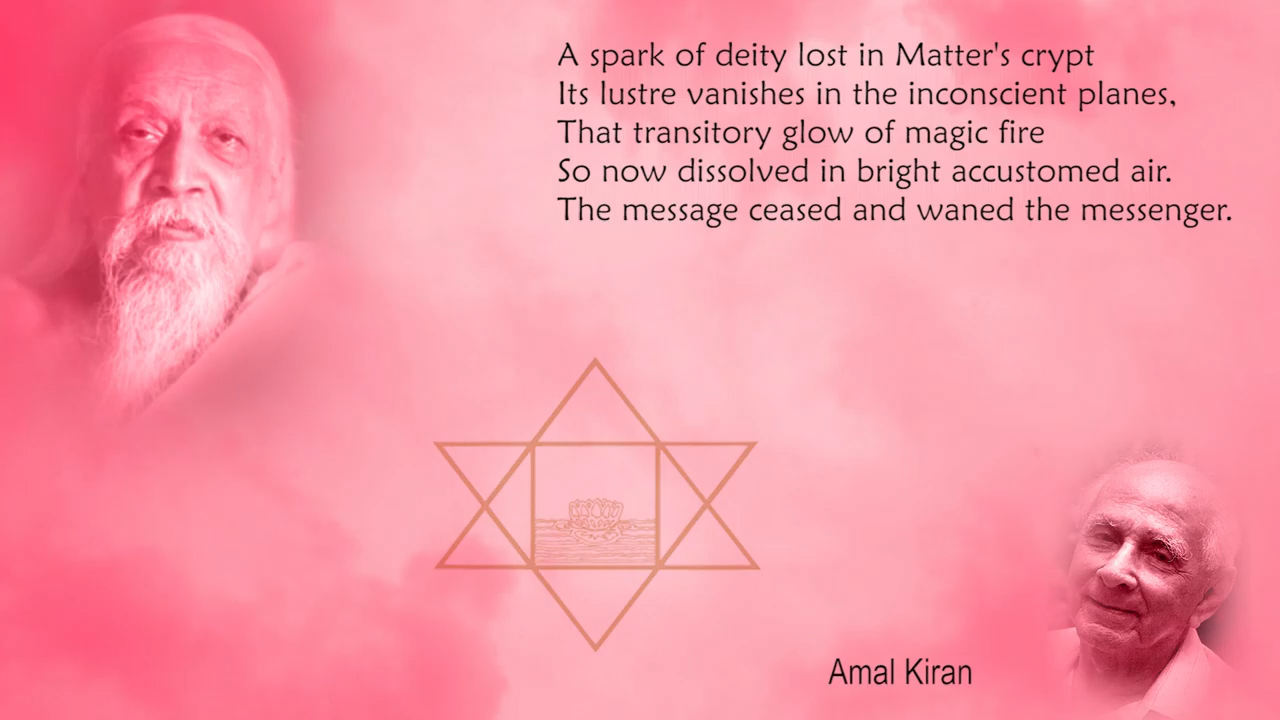 A spark of deity lost in Matter's crypt
Its lustre vanishes in the inconscient planes,
That transitory glow of magic fire
So now dissolved in bright accustomed air.
The message ceased and waned the messenger.
Amal Kiran